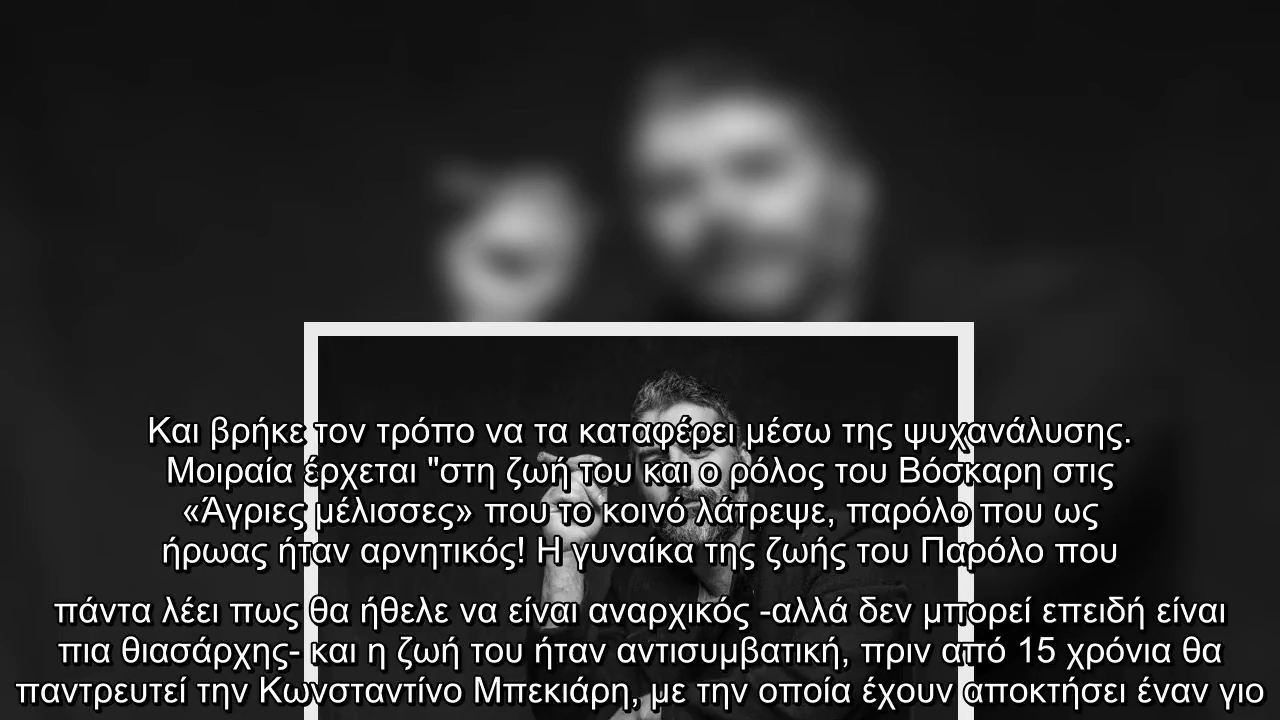 Και βρήκε τον τρόπο να τα καταφέρει μέσω της ψυχανάλυσης.
Μοιραία έρχεται "στη ζωή του και ο ρόλος του Βόσκαρη στις
«Άγριες μέλισσες» που το κοινό λάτρεψε, παρόλο που ως
ήρωας ήταν αρνητικός! Η γυναίκα της ζωής του Παρόλο που
πάντα λέει πως θα ήθελε να είναι αναρχικός -αλλά δεν μπορεί επειδή είναι
πια θιασάρχης- και η ζωή του ήταν αντισυμβατική, πριν από 15 χρόνια θα
παντρευτεί την Κωνσταντίνο Μπεκιάρη, με την οποία έχουν αποκτήσει έναν γιο